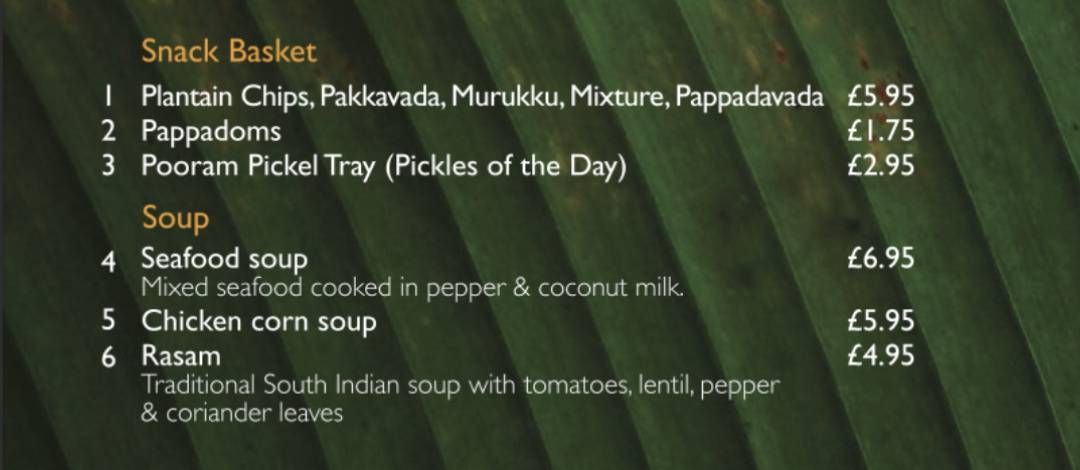 Snack Basket
1 Plantain Chips, Pakkavada, Murukku, Mixture, Pappadavada £5.95
2 Pappadoms £1.75
3 Pooram Pickel Tray (Pickles of the Day) £2.95
Soup
4 Seafood soup £6.95
Mixed seafood cooked in pepper & coconut milk.
5 Chicken corn soup £5.95
6 Rasam £4.95
Traditional South Indian soup with tomatoes, lentil, pepper
& coriander leaves